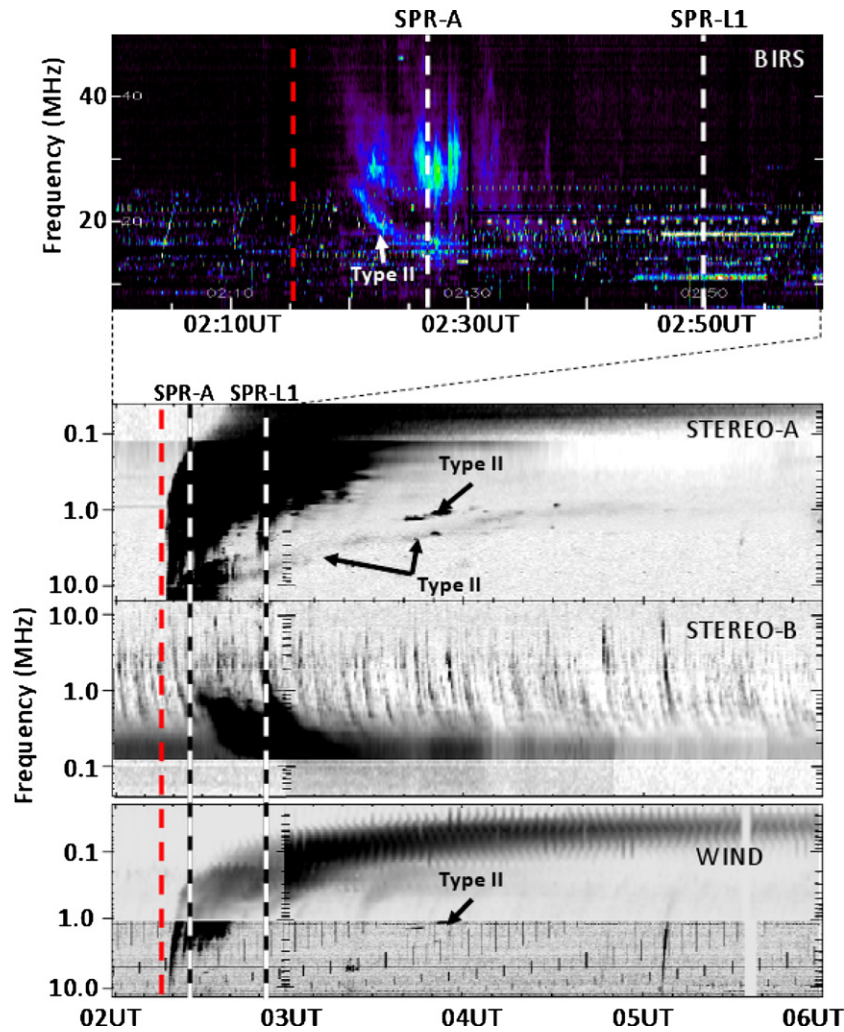 SPR-A SPR-L1
BIRS
Frequency (MHz)
40 40
20 20
Type II
02:10 02:30 02:50
02:10UT 02:30UT 02:50UT
SPR-A SPR-L1
STEREO-A
0.1
Type II
1.0
Type II
10.0
Frequency (MHz)
STEREO-B
10.0
1.0
0.1
WIND
0.1
Type II
1.0
10.0
02UT 03UT 04UT 05UT 06UT